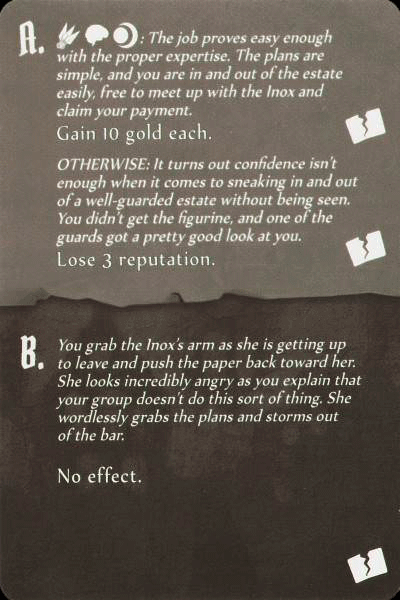 A. : The job proves easy enough
with the proper expertise. The plans are
simple, and you are in and out of the estate
easily, free to meet up with the Inox and
claim your payment.
Gain 10 gold each.
OTHERWISE: It turns out confidence isn't
enough when it comes to sneaking in and out
of a well-guarded estate without being seen.
You didn't get the figurine, and one of the
guards got a pretty good look at you.
Lose 3 reputation.
B. You grab the Inox's arm as she is getting up
to leave and push the paper back toward her.
She looks incredibly angry as you explain that
your group doesn't do this sort of thing. She
wordlessly grabs the plans and storms out
of the bar.
No effect.